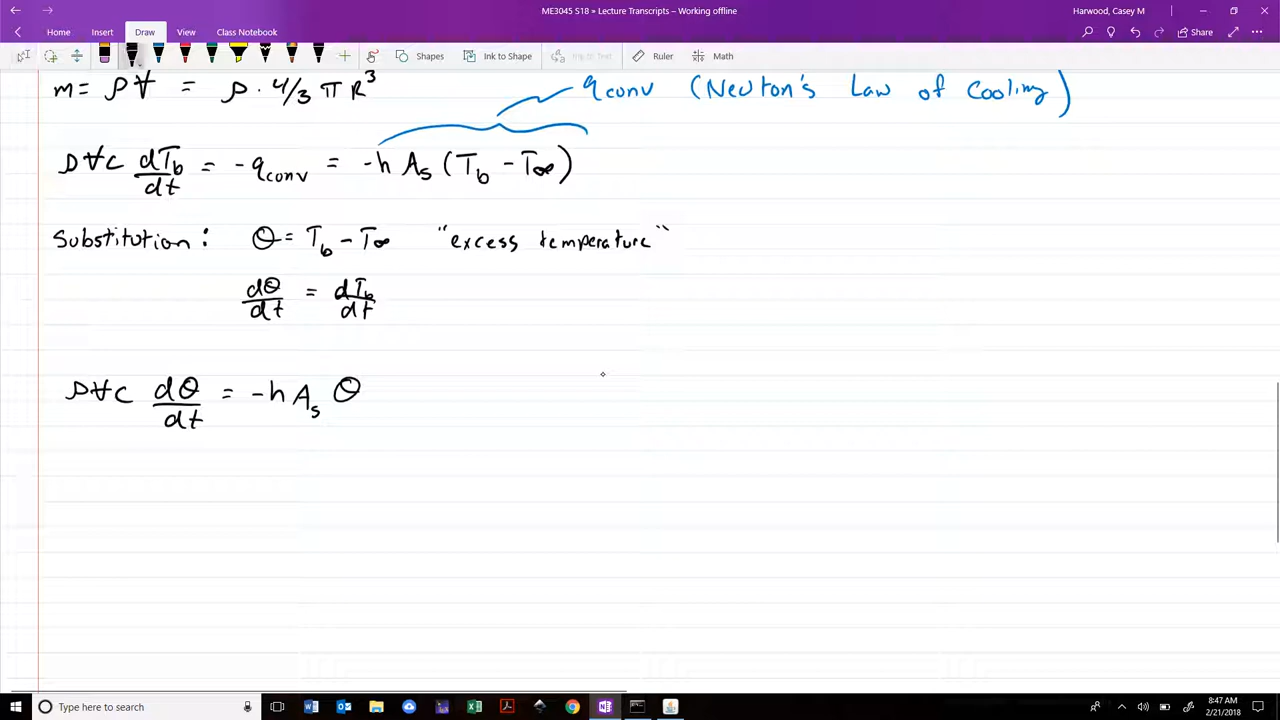 ME3045 S18 » Lecture Transcripts – Working offline
Harwood, Casey M
Home Insert Draw View Class Notebook
Share
Shapes Ink to Shape Ink to Text Ruler Math
m = ρ∀ = ρ · 4/3 π R³ q_conv (Newton's Law of Cooling)
ρ∀c dT_b/dt = -q_conv = -h A_s (T_b - T_∞)
Substitution: θ = T_b - T_∞ "excess temperature"
dθ/dt = dT_b/dt
ρ∀c dθ/dt = -h A_s θ
Type here to search
8:47 AM
2/21/2018